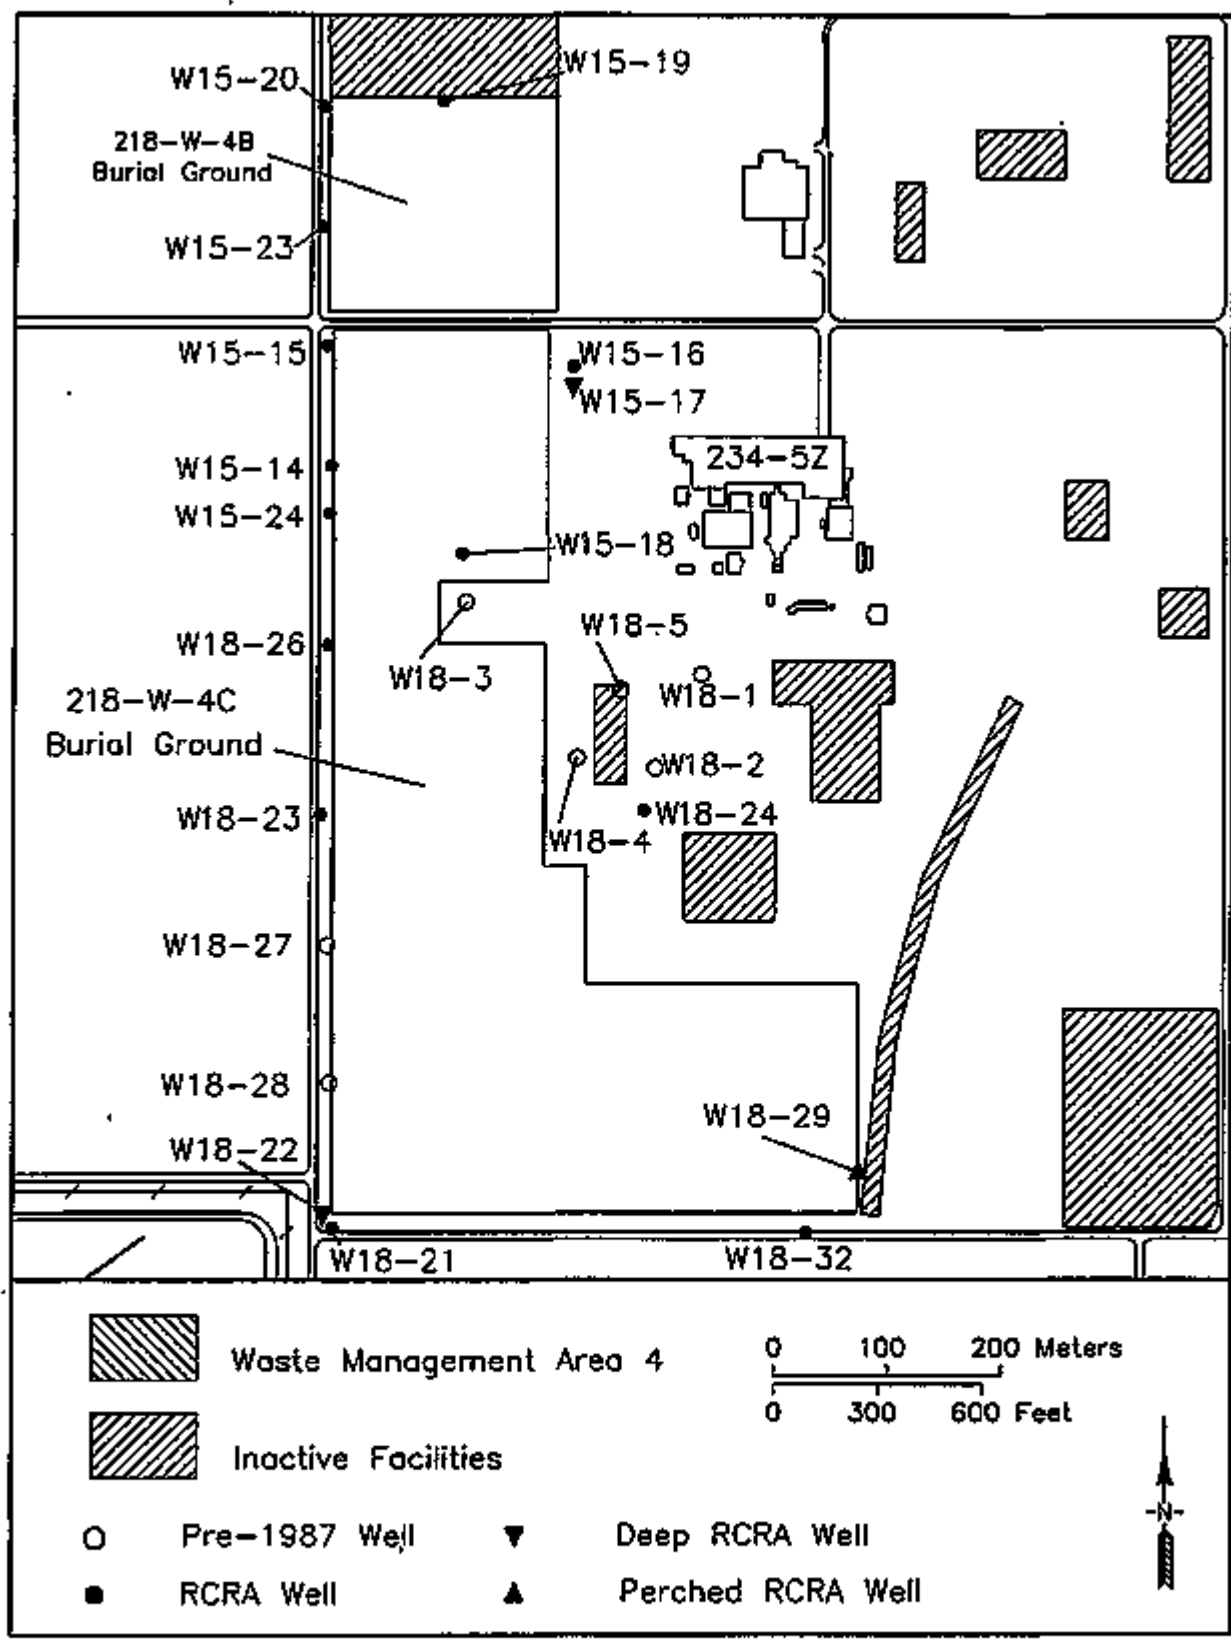 W15-19
W15-20
218-W-4B
Burial Ground
W15-23
W15-15
W15-16
W15-17
W15-14
234-5Z
W15-24
W15-18
W18-5
W18-26
W18-3
W18-1
218-W-4C
Burial Ground
W18-2
W18-23
W18-24
W18-4
W18-27
W18-28
W18-29
W18-22
W18-21
W18-32
Waste Management Area 4
0 100 200 Meters
0 300 600 Feet
Inactive Facilities
-N-
Pre-1987 Well
Deep RCRA Well
RCRA Well
Perched RCRA Well